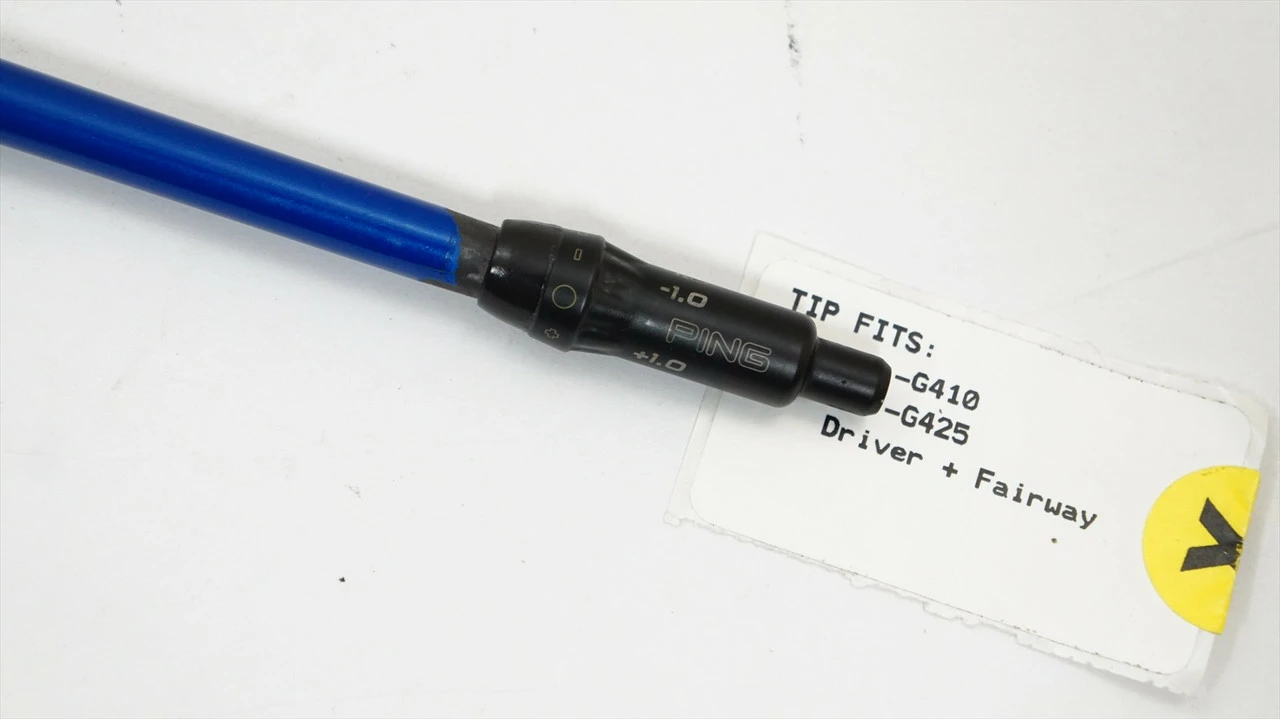 -1.0
PING
+1.0
TIP FITS:
-G410
-G425
Driver + Fairway
Y